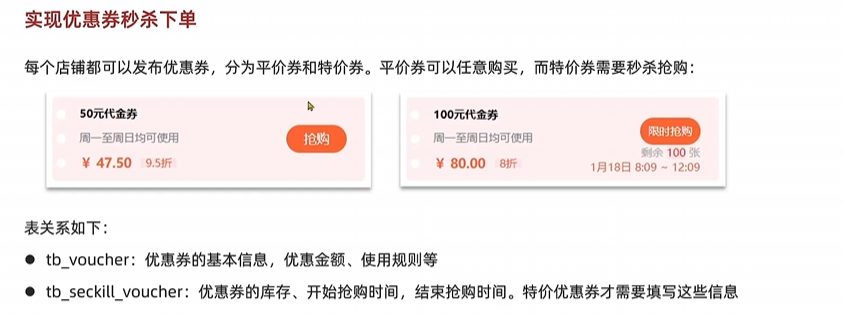 实现优惠券秒杀下单
每个店铺都可以发布优惠券，分为平价券和特价券。平价券可以任意购买，而特价券需要秒杀抢购：
50元代金券
周一至周日均可使用
¥ 47.50 9.5折
抢购
100元代金券
周一至周日均可使用
¥ 80.00 8折
限时抢购
剩余 100 张
1月18日 8:09 ~ 12:09
表关系如下：
● tb_voucher：优惠券的基本信息，优惠金额、使用规则等
● tb_seckill_voucher：优惠券的库存、开始抢购时间，结束抢购时间。特价优惠券才需要填写这些信息